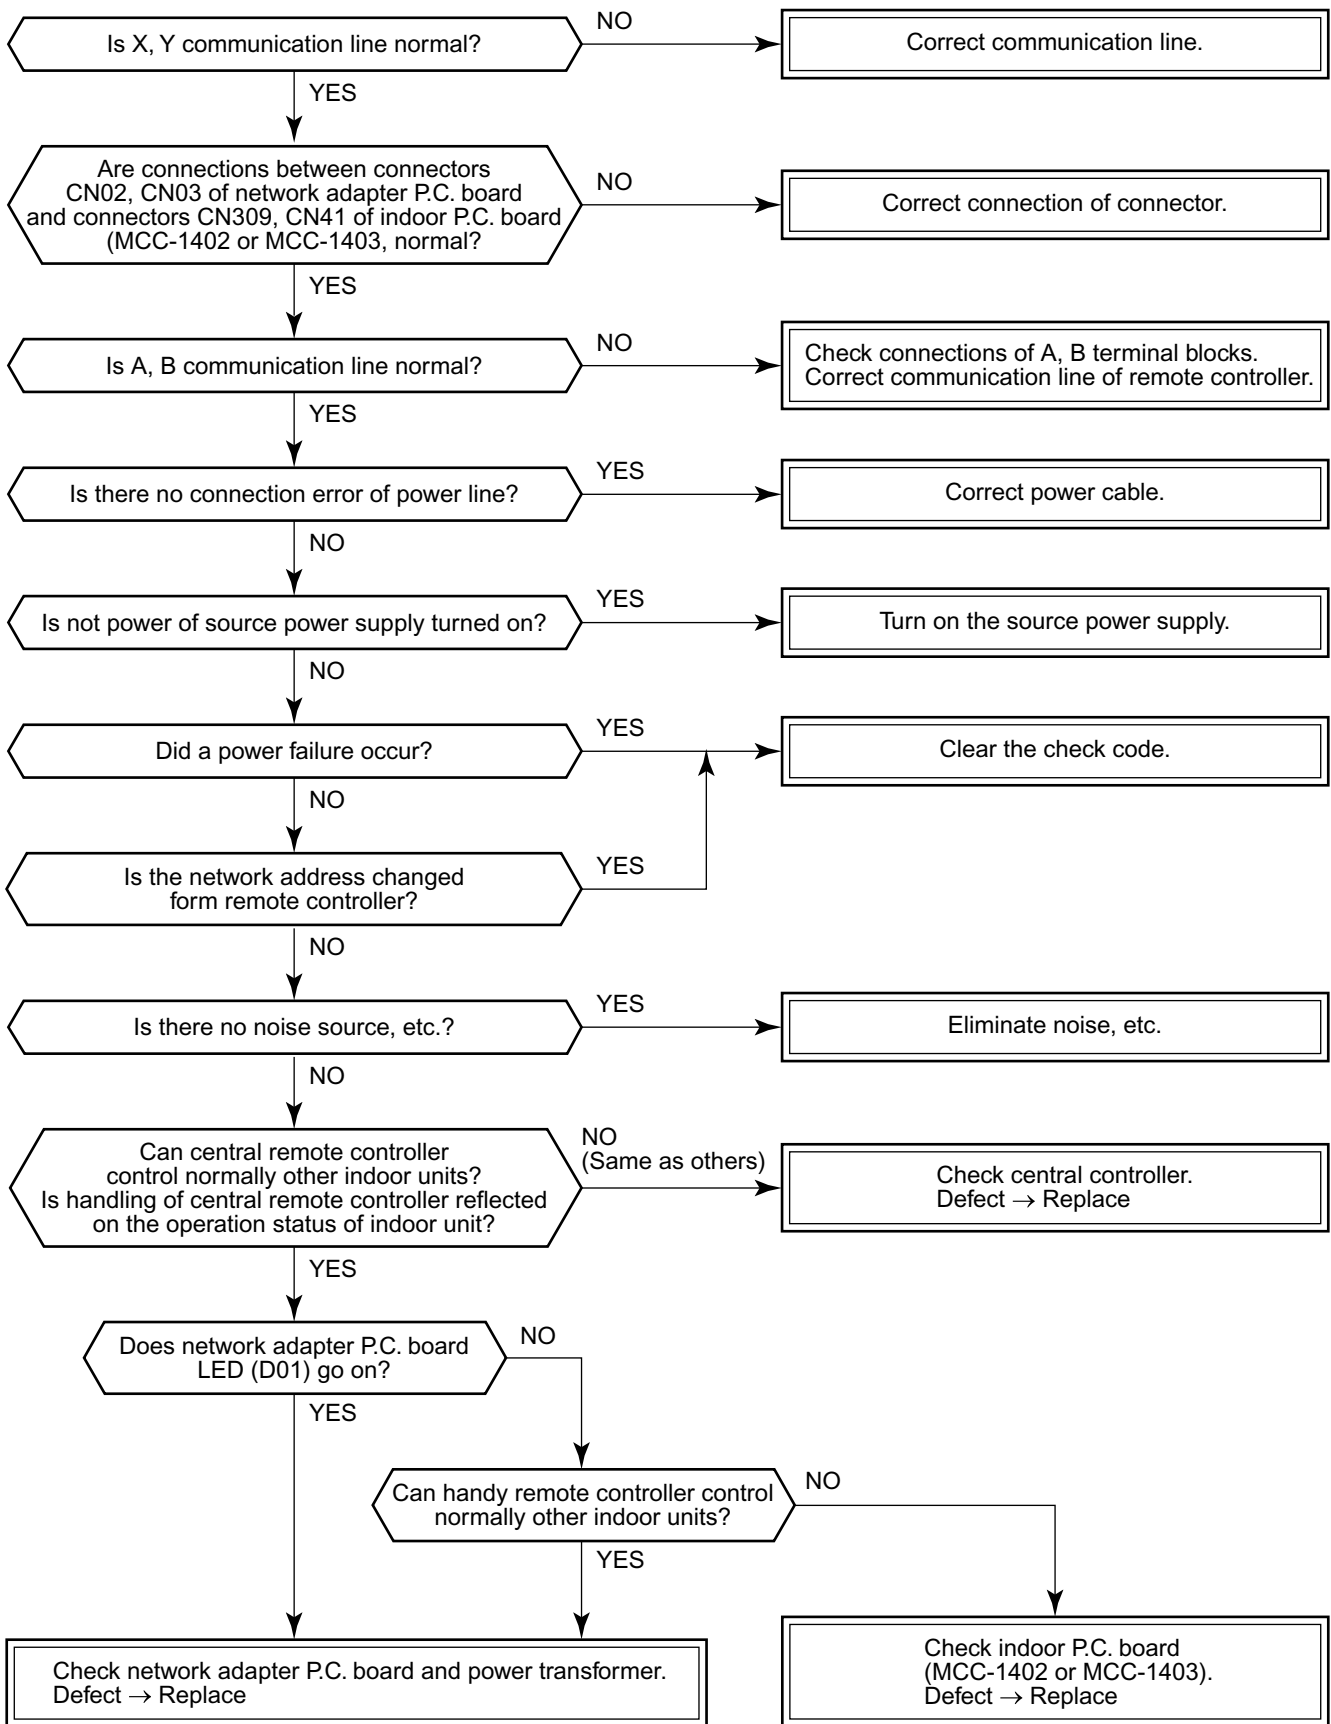 Is X, Y communication line normal?
NO
Correct communication line.
YES
Are connections between connectors
CN02, CN03 of network adapter P.C. board
and connectors CN309, CN41 of indoor P.C. board
(MCC-1402 or MCC-1403, normal?
NO
Correct connection of connector.
YES
Is A, B communication line normal?
NO
Check connections of A, B terminal blocks.
Correct communication line of remote controller.
YES
Is there no connection error of power line?
YES
Correct power cable.
NO
Is not power of source power supply turned on?
YES
Turn on the source power supply.
NO
Did a power failure occur?
YES
Clear the check code.
NO
Is the network address changed
form remote controller?
YES
NO
Is there no noise source, etc.?
YES
Eliminate noise, etc.
NO
Can central remote controller
control normally other indoor units?
Is handling of central remote controller reflected
on the operation status of indoor unit?
NO
(Same as others)
Check central controller.
Defect → Replace
YES
Does network adapter P.C. board
LED (D01) go on?
NO
YES
Can handy remote controller control
normally other indoor units?
NO
YES
Check network adapter P.C. board and power transformer.
Defect → Replace
Check indoor P.C. board
(MCC-1402 or MCC-1403).
Defect → Replace